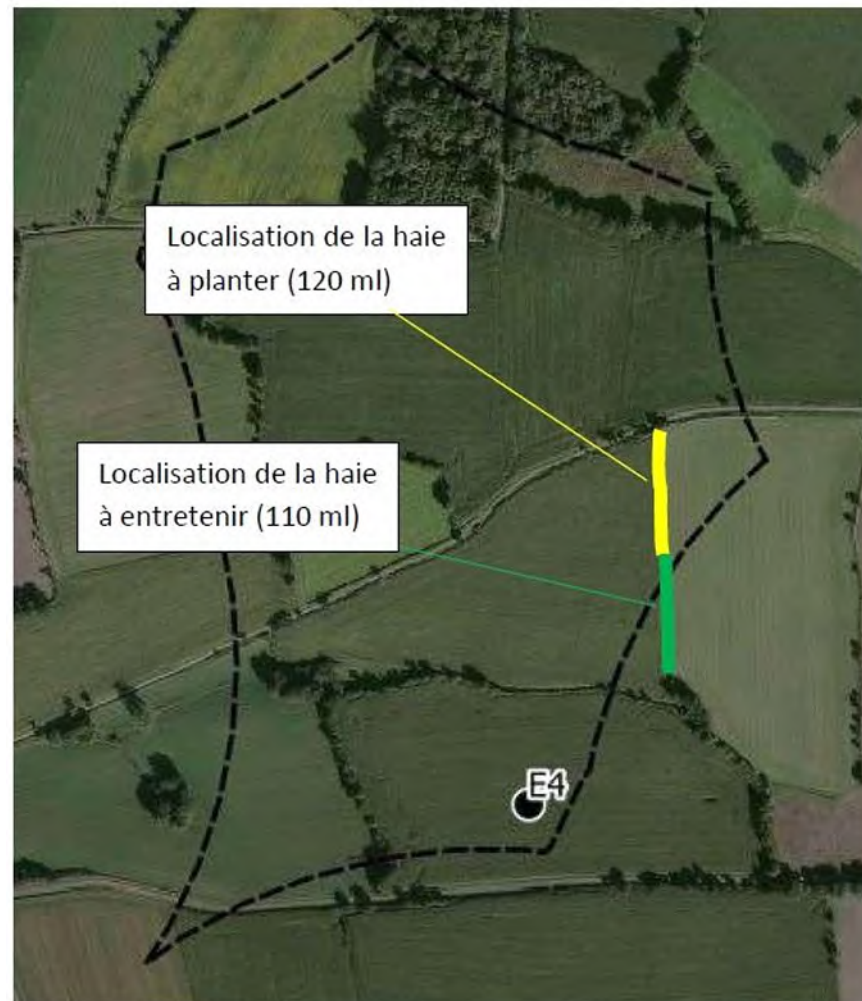 Localisation de la haie
à planter (120 ml)
Localisation de la haie
à entretenir (110 ml)
E4